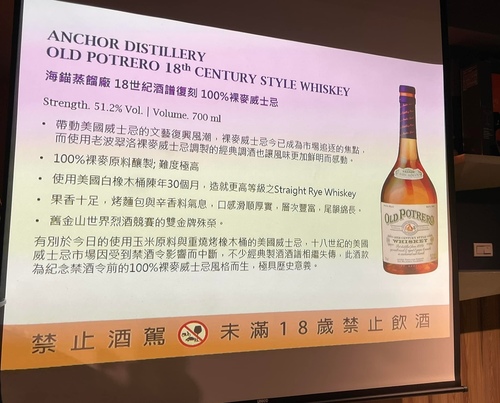 ANCHOR DISTILLERY
OLD POTRERO 18th CENTURY STYLE WHISKEY
海錨蒸餾廠 18世紀酒譜復刻 100%裸麥威士忌
Strength. 51.2% Vol. | Volume. 700 ml
• 帶動美國威士忌的文藝復興風潮，裸麥威士忌今已成為市場追逐的焦點，
而使用老波翠洛裸麥威士忌調製的經典調酒也讓風味更加鮮明而感動。
• 100%裸麥原料釀製; 難度極高
• 使用美國白橡木桶陳年30個月，造就更高等級之Straight Rye Whiskey
• 果香十足，烤麵包與辛香料氣息，口感滑順厚實，層次豐富，尾韻綿長，
• 舊金山世界烈酒競賽的雙金牌殊榮。
有別於今日的使用玉米原料與重燒烤橡木桶的美國威士忌，十八世紀的美國
威士忌市場因受到禁酒令影響而中斷，不少經典製酒酒譜相繼失傳，此酒款
為紀念禁酒令前的100%裸麥威士忌風格而生，極具歷史意義。
OLD POTRERO
WHISKEY
禁止酒駕 未滿18歲禁止飲酒